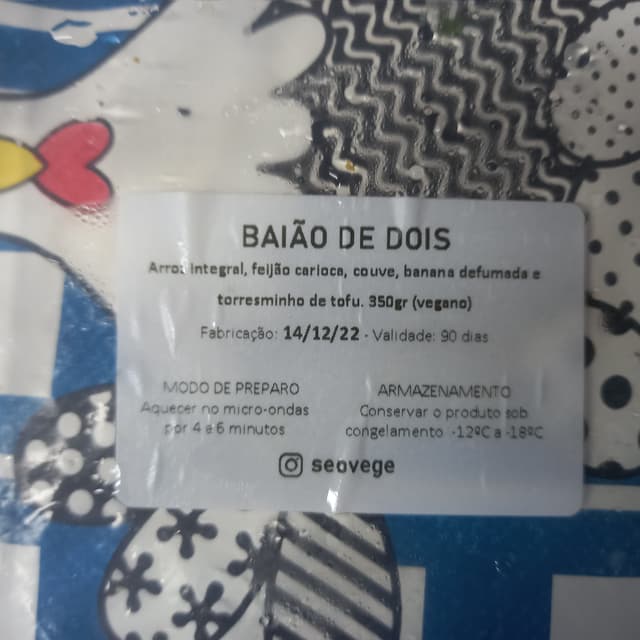 BAIÃO DE DOIS
Arroz integral, feijão carioca, couve, banana defumada e
torresminho de tofu. 350gr (vegano)
Fabricação: 14/12/22 - Validade: 90 dias
MODO DE PREPARO
Aquecer no micro-ondas
por 4 a 6 minutos
ARMAZENAMENTO
Conservar o produto sob
congelamento -12ºC a -18ºC
seovege